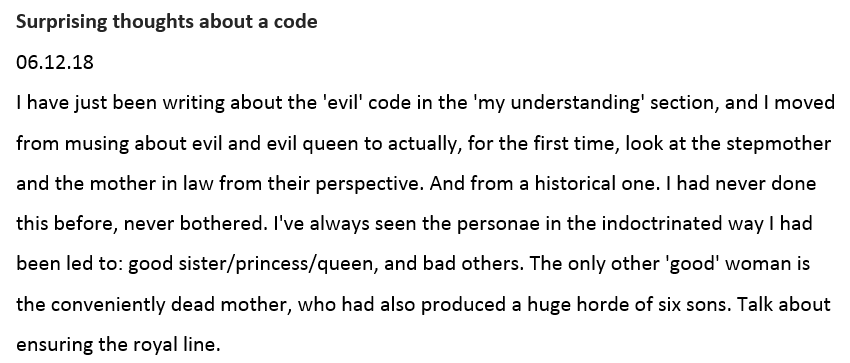 Surprising thoughts about a code
06.12.18
I have just been writing about the 'evil' code in the 'my understanding' section, and I moved
from musing about evil and evil queen to actually, for the first time, look at the stepmother
and the mother in law from their perspective. And from a historical one. I had never done
this before, never bothered. I've always seen the personae in the indoctrinated way I had
been led to: good sister/princess/queen, and bad others. The only other 'good' woman is
the conveniently dead mother, who had also produced a huge horde of six sons. Talk about
ensuring the royal line.